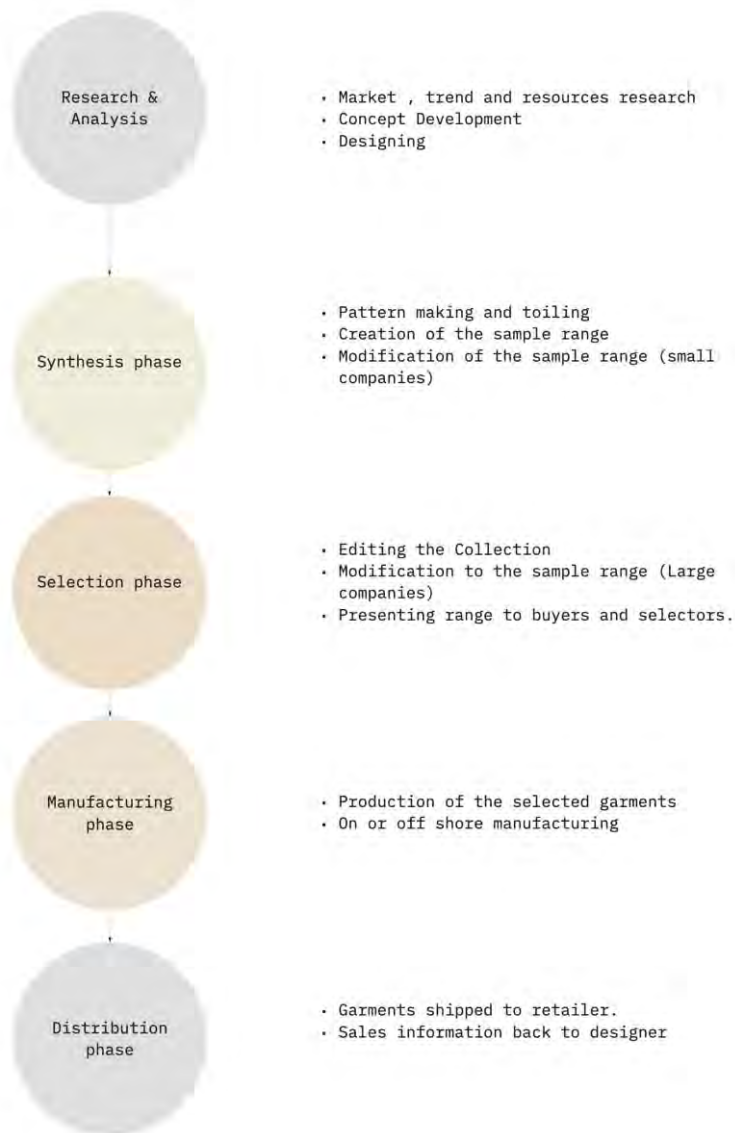 Research &
Analysis
• Market , trend and resources research
• Concept Development
• Designing
Synthesis phase
• Pattern making and toiling
• Creation of the sample range
• Modification of the sample range (small
companies)
Selection phase
• Editing the Collection
• Modification to the sample range (Large
companies)
• Presenting range to buyers and selectors.
Manufacturing
phase
• Production of the selected garments
• On or off shore manufacturing
Distribution
phase
• Garments shipped to retailer.
• Sales information back to designer